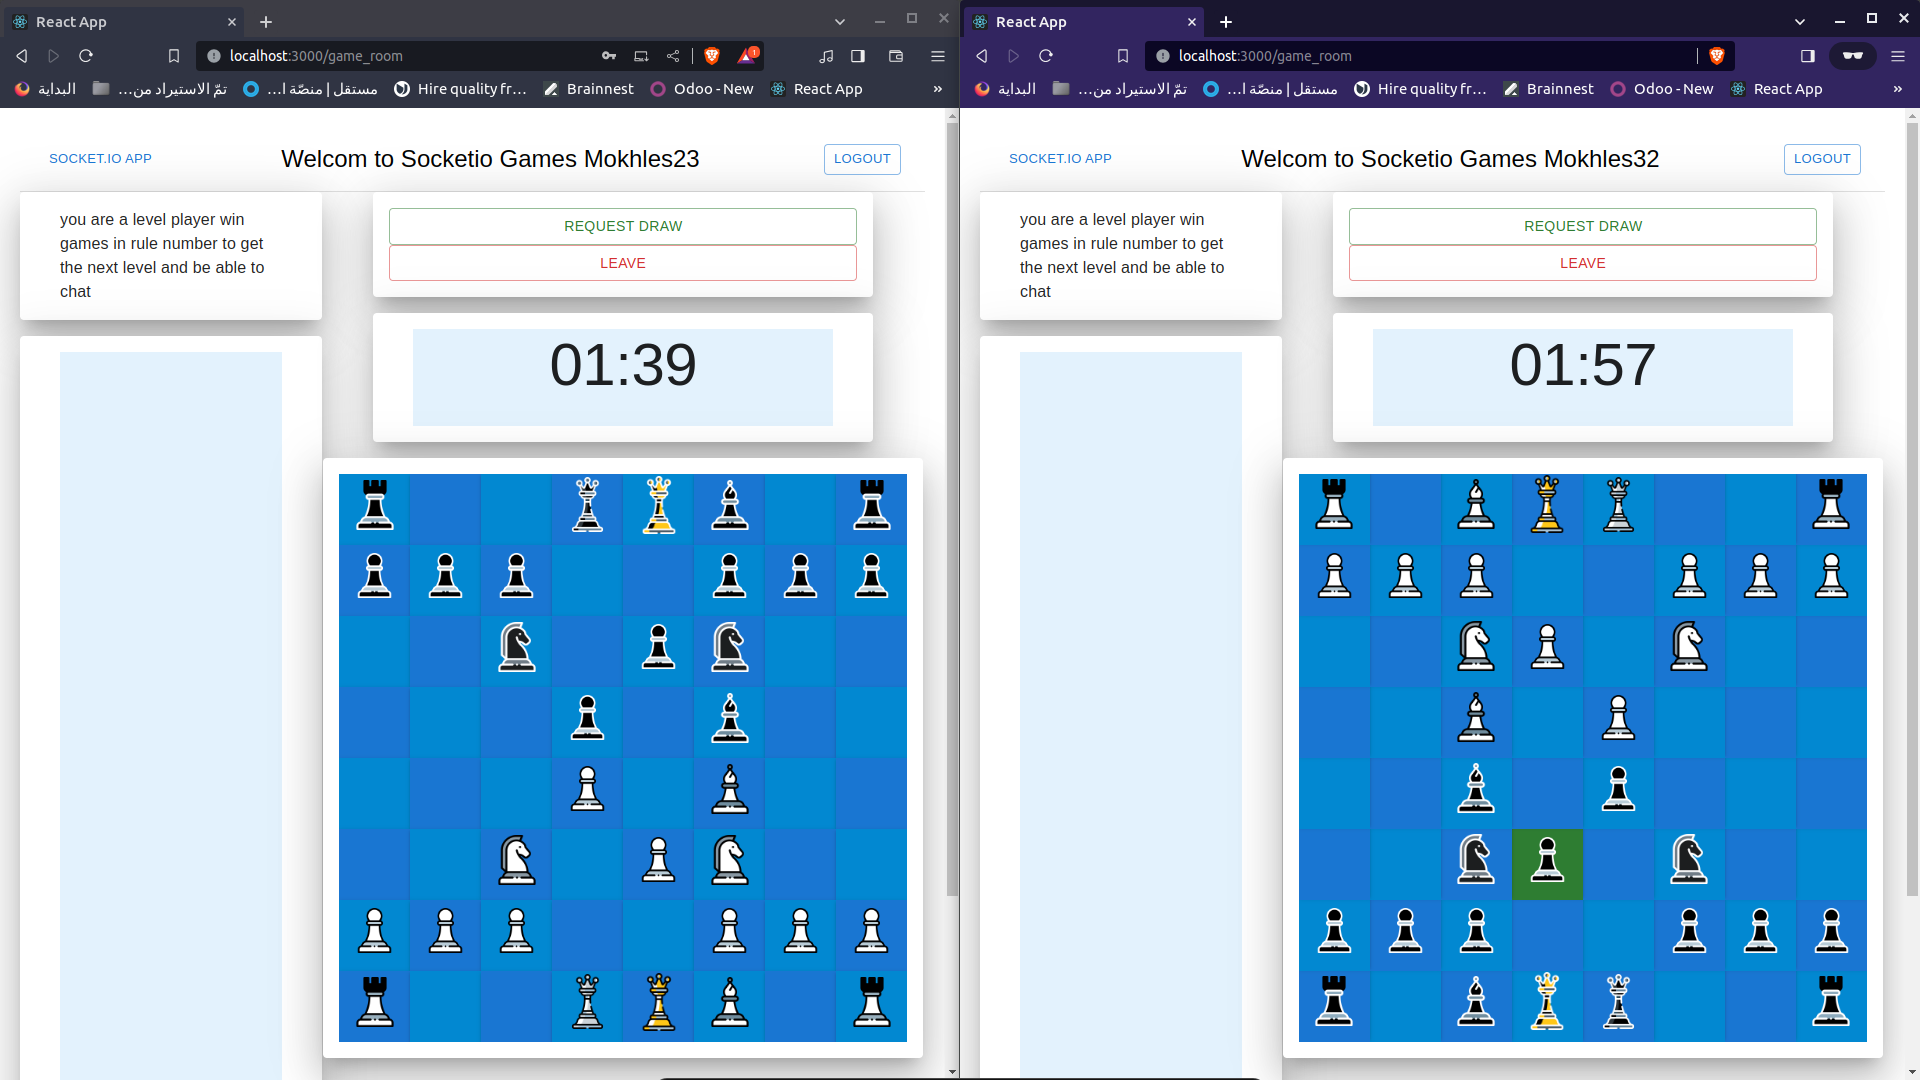 React App
localhost:3000/game_room
البداية
تمّ الاستيراد من...
مستقل | منصّة ا...
Hire quality fr...
Brainnest
Odoo - New
React App
»
SOCKET.IO APP
Welcom to Socketio Games Mokhles23
LOGOUT
you are a level player win
games in rule number to get
the next level and be able to
chat
REQUEST DRAW
LEAVE
01:39
React App
localhost:3000/game_room
البداية
تمّ الاستيراد من...
مستقل | منصّة ا...
Hire quality fr...
Brainnest
Odoo - New
React App
»
SOCKET.IO APP
Welcom to Socketio Games Mokhles32
LOGOUT
you are a level player win
games in rule number to get
the next level and be able to
chat
REQUEST DRAW
LEAVE
01:57